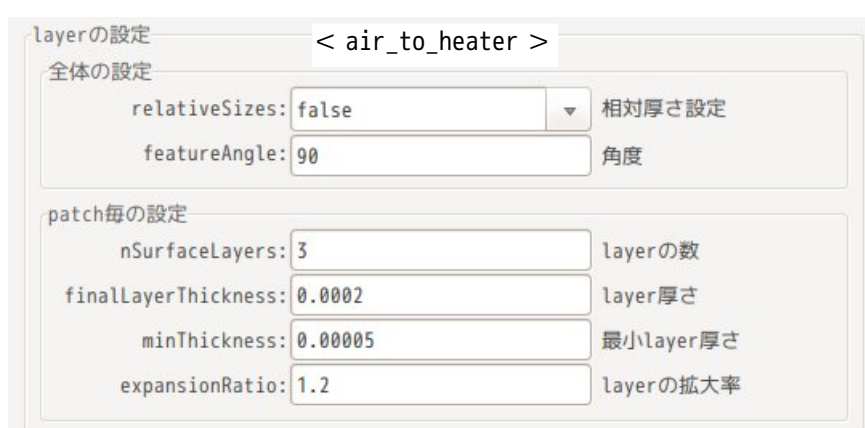 layerの設定
< air_to_heater >
全体の設定
relativeSizes: false 相対厚さ設定
featureAngle: 90 角度
patch毎の設定
nSurfaceLayers: 3 layerの数
finalLayerThickness: 0.0002 layer厚さ
minThickness: 0.00005 最小layer厚さ
expansionRatio: 1.2 layerの拡大率